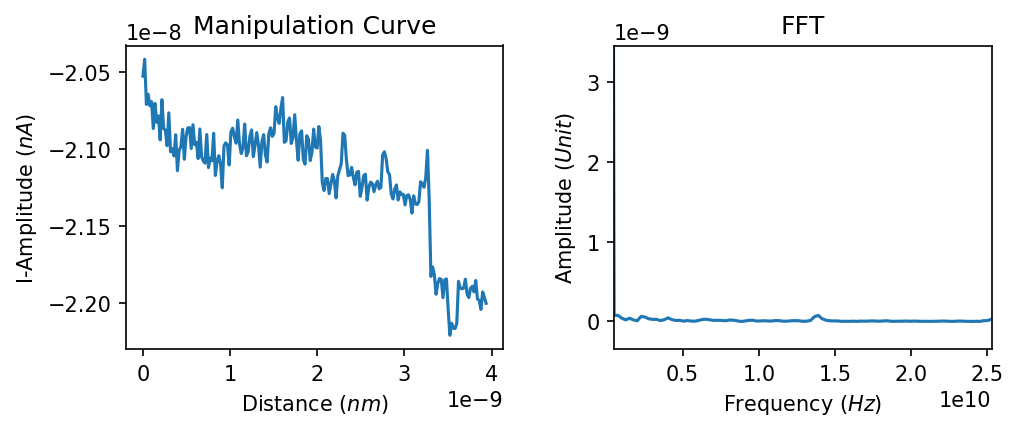 Manipulation Curve
1e−8
−2.05
−2.10
−2.15
−2.20
I-Amplitude (nA)
0 1 2 3 4
Distance (nm) 1e−9
FFT
1e−9
3
2
1
0
Amplitude (Unit)
0.5 1.0 1.5 2.0 2.5
Frequency (Hz) 1e10